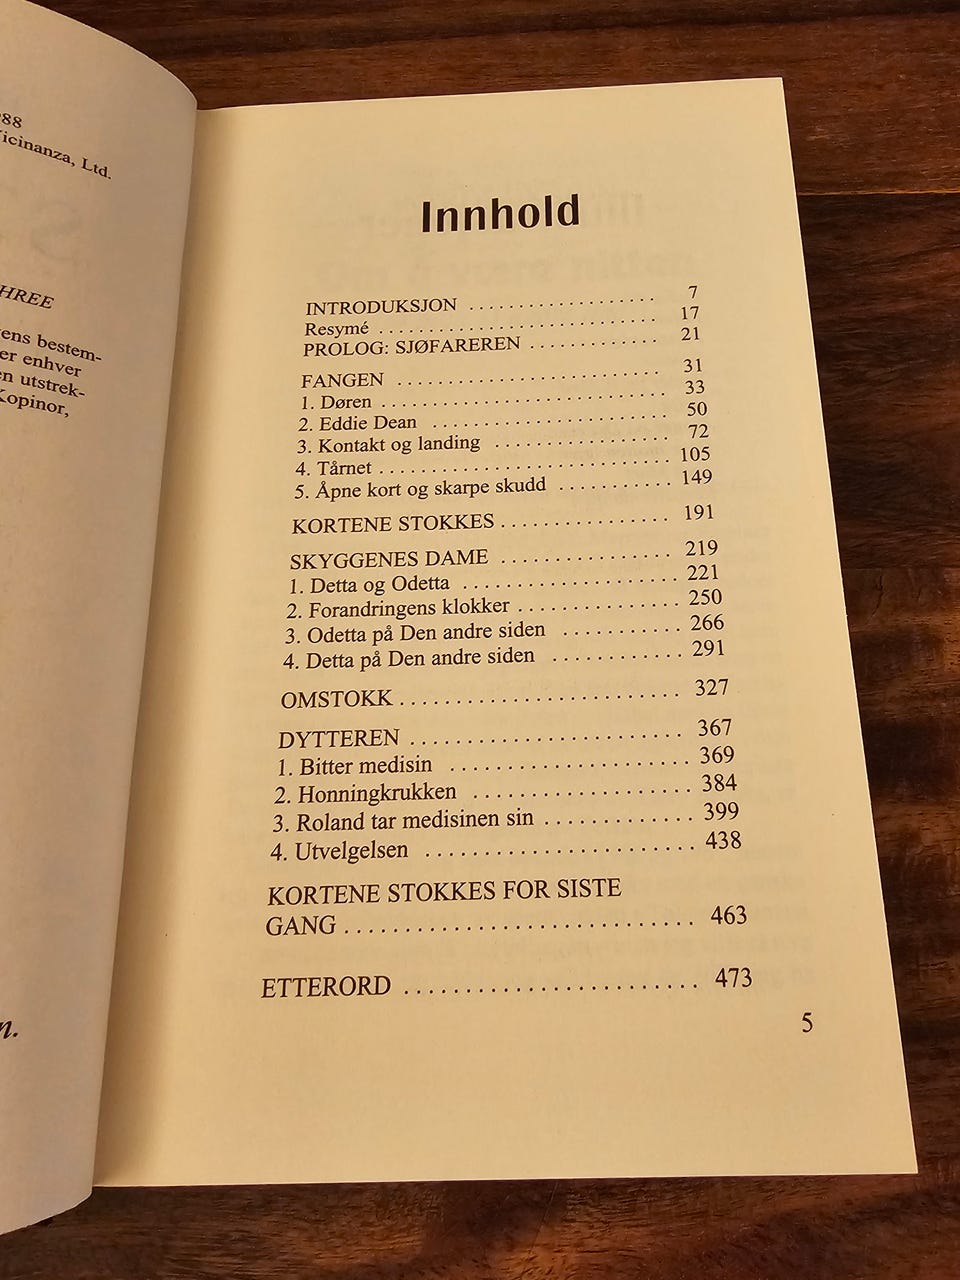 88
Vicinanza, Ltd.
HREE
vens bestem-
er enhver
en utstrek-
Kopinor,
n.
Innhold
INTRODUKSJON . . . . . . . . . . . . . . . . . . . 7
Resymé . . . . . . . . . . . . . . . . . . . . . . . . . . . . 17
PROLOG: SJØFAREREN . . . . . . . . . . . . . 21
FANGEN . . . . . . . . . . . . . . . . . . . . . . . . . . 31
1. Døren . . . . . . . . . . . . . . . . . . . . . . . . . . . 33
2. Eddie Dean . . . . . . . . . . . . . . . . . . . . . . 50
3. Kontakt og landing . . . . . . . . . . . . . . . . 72
4. Tårnet . . . . . . . . . . . . . . . . . . . . . . . . . . 105
5. Åpne kort og skarpe skudd . . . . . . . . . . . 149
KORTENE STOKKES . . . . . . . . . . . . . . . . 191
SKYGGENES DAME . . . . . . . . . . . . . . . . 219
1. Detta og Odetta . . . . . . . . . . . . . . . . . . . . 221
2. Forandringens klokker . . . . . . . . . . . . . . . 250
3. Odetta på Den andre siden . . . . . . . . . . . 266
4. Detta på Den andre siden . . . . . . . . . . . . 291
OMSTOKK . . . . . . . . . . . . . . . . . . . . . . . . . 327
DYTTEREN . . . . . . . . . . . . . . . . . . . . . . . . 367
1. Bitter medisin . . . . . . . . . . . . . . . . . . . . . 369
2. Honningkrukken . . . . . . . . . . . . . . . . . . . 384
3. Roland tar medisinen sin . . . . . . . . . . . . . 399
4. Utvelgelsen . . . . . . . . . . . . . . . . . . . . . . . 438
KORTENE STOKKES FOR SISTE
GANG . . . . . . . . . . . . . . . . . . . . . . . . . . . . . 463
ETTERORD . . . . . . . . . . . . . . . . . . . . . . . . 473
5